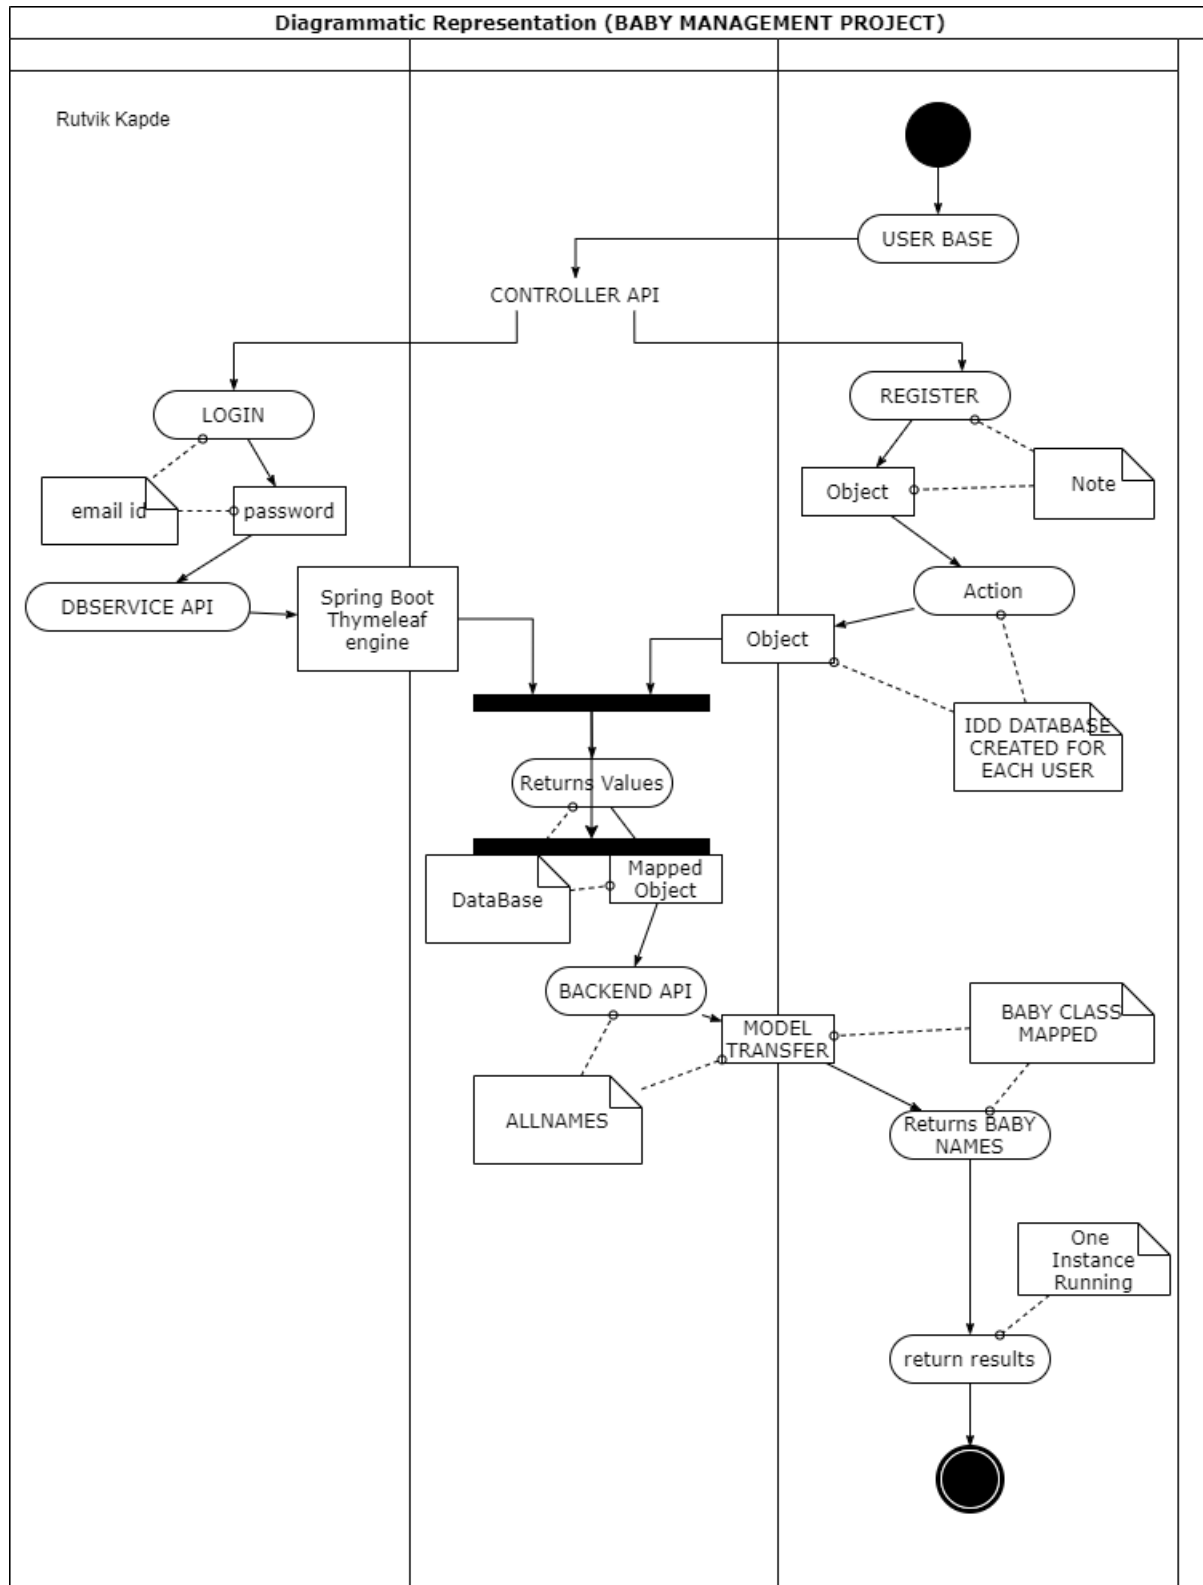 Diagrammatic Representation (BABY MANAGEMENT PROJECT)
Rutvik Kapde
USER BASE
CONTROLLER API
LOGIN
REGISTER
email id
password
Object
Note
DBSERVICE API
Spring Boot
Thymeleaf
engine
Action
Object
IDD DATABASE
CREATED FOR
EACH USER
Returns Values
DataBase
Mapped
Object
BACKEND API
MODEL
TRANSFER
BABY CLASS
MAPPED
ALLNAMES
Returns BABY
NAMES
One
Instance
Running
return results